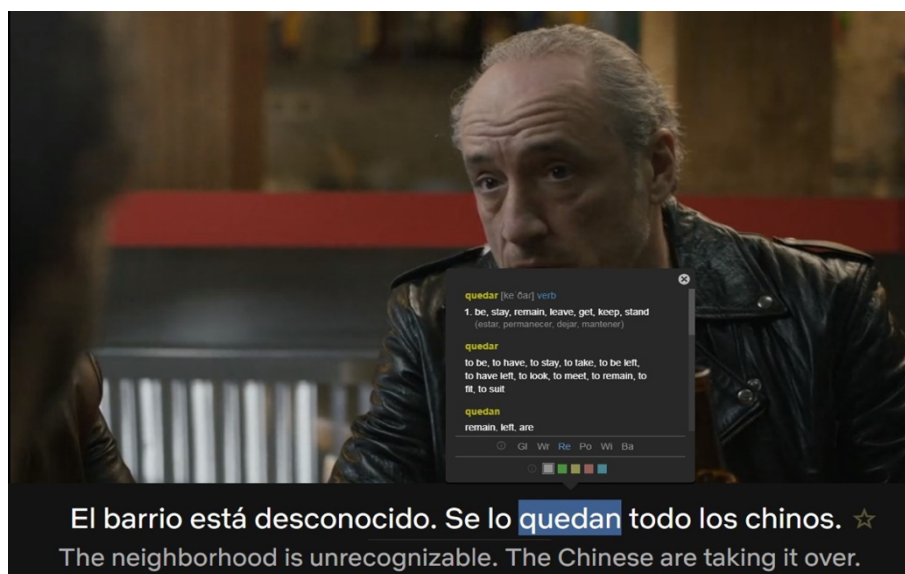 quedar [ke ˈðaɾ] verb
1. be, stay, remain, leave, get, keep, stand
(estar, permanecer, dejar, mantener)
quedar
to be, to have, to stay, to take, to be left,
to have left, to look, to meet, to remain, to
fit, to suit
quedan
remain, left, are
Gl Wr Re Po Wi Ba
El barrio está desconocido. Se lo quedan todo los chinos.
The neighborhood is unrecognizable. The Chinese are taking it over.